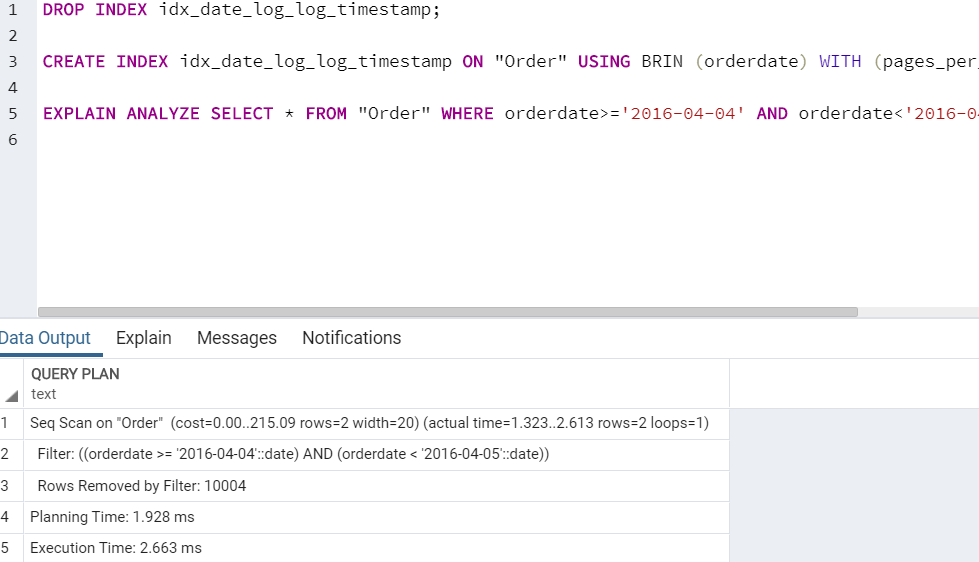 1 DROP INDEX idx_date_log_log_timestamp;
2
3 CREATE INDEX idx_date_log_log_timestamp ON "Order" USING BRIN (orderdate) WITH (pages_per_
4
5 EXPLAIN ANALYZE SELECT * FROM "Order" WHERE orderdate>='2016-04-04' AND orderdate<'2016-0
6
Data Output Explain Messages Notifications
QUERY PLAN
text
1 Seq Scan on "Order" (cost=0.00..215.09 rows=2 width=20) (actual time=1.323..2.613 rows=2 loops=1)
2 Filter: ((orderdate >= '2016-04-04'::date) AND (orderdate < '2016-04-05'::date))
3 Rows Removed by Filter: 10004
4 Planning Time: 1.928 ms
5 Execution Time: 2.663 ms